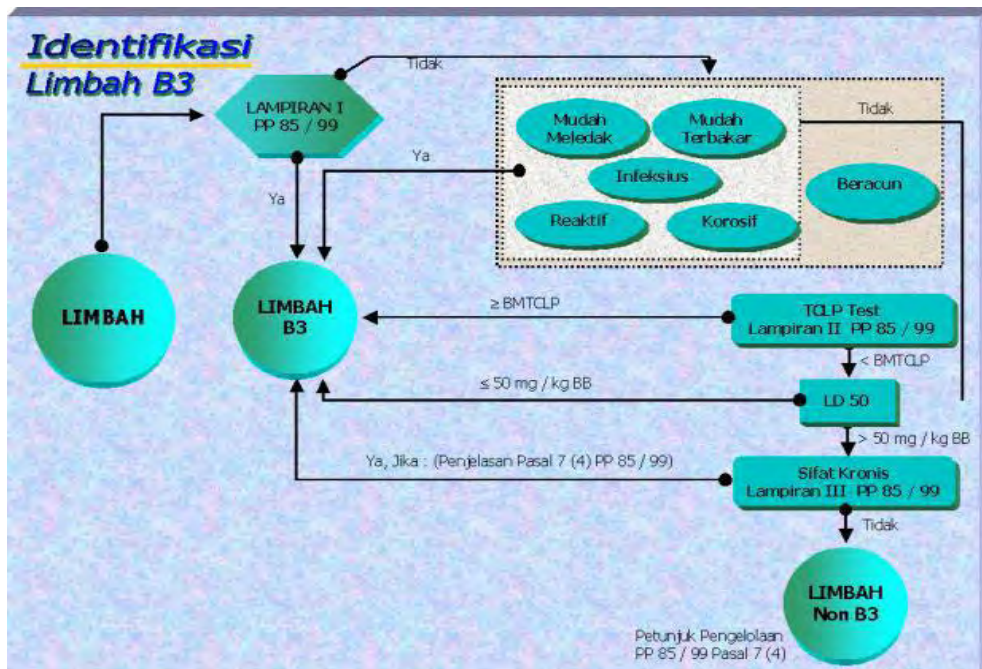 Identifikasi
Limbah B3
LAMPIRAN I
PP 85 / 99
Tidak
Mudah
Meledak
Mudah
Terbakar
Infeksius
Reaktif
Korosif
Tidak
Beracun
Ya
Ya
LIMBAH
LIMBAH
B3
≥ BMTCLP
TCLP Test
Lampiran II PP 85 / 99
< BMTCLP
≤ 50 mg / kg BB
LD 50
> 50 mg / kg BB
Ya, Jika : (Penjelasan Pasal 7 (4) PP 85 / 99)
Sifat Kronis
Lampiran III PP 85 / 99
Tidak
LIMBAH
Non B3
Petunjuk Pengelolaan
PP 85 / 99 Pasal 7 (4)